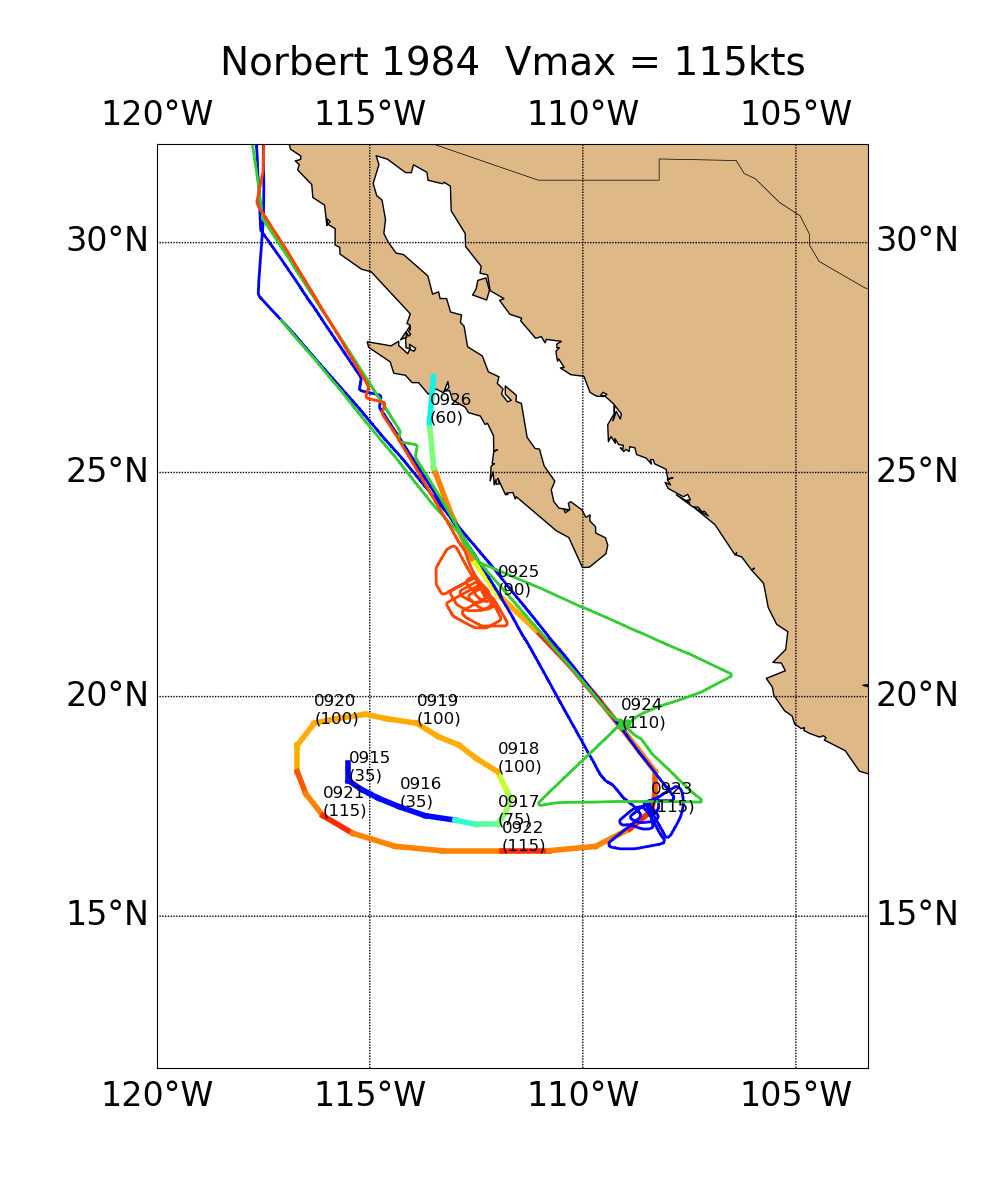 Norbert 1984 Vmax = 115kts
120°W 115°W 110°W 105°W
30°N 30°N
0926
(60)
25°N 25°N
0925
(90)
20°N 20°N
0920 0919 0924
(100) (100) (110)
0918
(100)
0915
(35)
0916
(35)
0921
(115)
0923
(115)
0917
(75)
0922
(115)
15°N 15°N
120°W 115°W 110°W 105°W